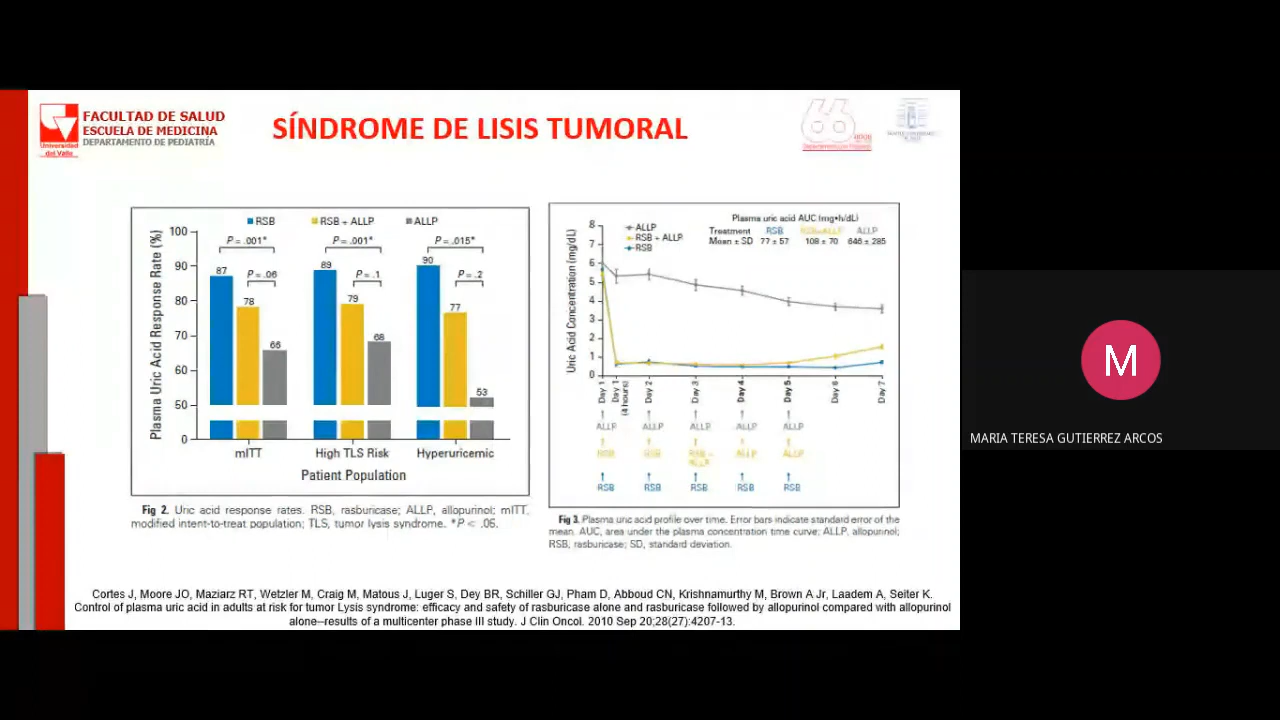 FACULTAD DE SALUD
ESCUELA DE MEDICINA
DEPARTAMENTO DE PEDIATRÍA
Universidad
del Valle
SÍNDROME DE LISIS TUMORAL
66
años
RSB
RSB + ALLP
ALLP
Plasma Uric Acid Response Rate (%)
100
90
80
70
60
50
0
P = .001*
P = .001*
P = .015*
P = .06
P = .1
P = .2
87
78
66
89
79
68
90
77
53
mITT
High TLS Risk
Hyperuricemic
Patient Population
Fig 2. Uric acid response rates. RSB, rasburicase; ALLP, allopurinol; mITT,
modified intent-to-treat population; TLS, tumor lysis syndrome. *P < .05.
Uric Acid Concentration (mg/dL)
8
7
6
5
4
3
2
1
0
ALLP
RSB + ALLP
RSB
Plasma uric acid AUC (mg•h/dL)
Treatment RSB RSB+ALLP ALLP
Mean ± SD 77 ± 57 108 ± 70 646 ± 285
Day 1
Day 1
(4 hours)
Day 2
Day 3
Day 4
Day 5
Day 6
Day 7
ALLP ALLP ALLP ALLP ALLP
RSB RSB RSB + ALLP ALLP
ALLP
RSB RSB RSB RSB RSB
Fig 3. Plasma uric acid profile over time. Error bars indicate standard error of the
mean. AUC, area under the plasma concentration time curve; ALLP, allopurinol;
RSB, rasburicase; SD, standard deviation.
Cortes J, Moore JO, Maziarz RT, Wetzler M, Craig M, Matous J, Luger S, Dey BR, Schiller GJ, Pham D, Abboud CN, Krishnamurthy M, Brown A Jr, Laadem A, Seiter K.
Control of plasma uric acid in adults at risk for tumor Lysis syndrome: efficacy and safety of rasburicase alone and rasburicase followed by allopurinol compared with allopurinol
alone--results of a multicenter phase III study. J Clin Oncol. 2010 Sep 20;28(27):4207-13.
M
MARIA TERESA GUTIERREZ ARCOS